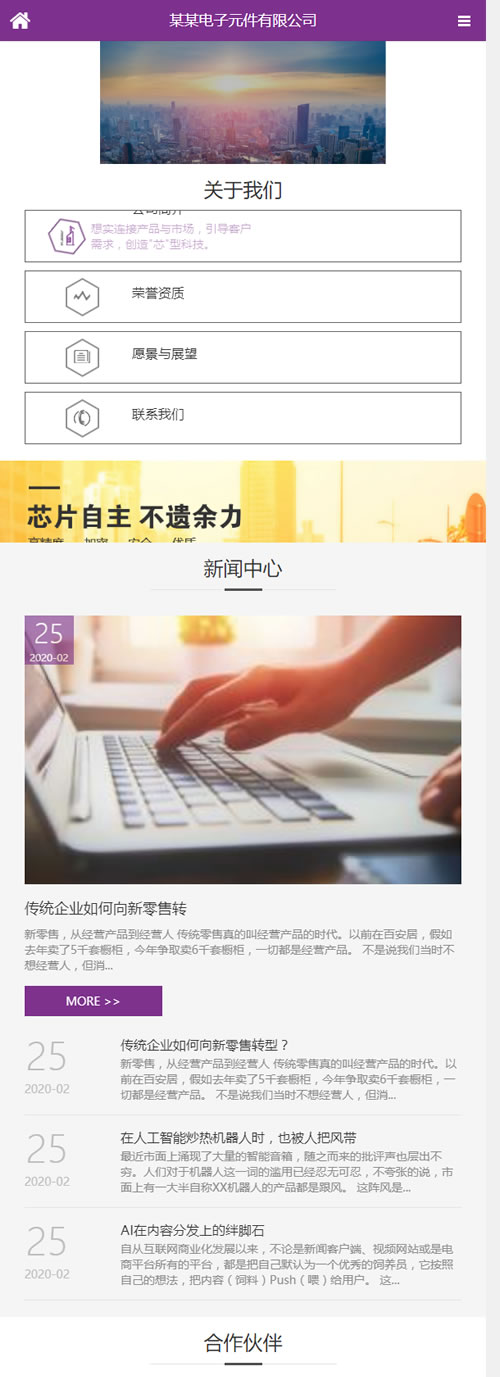 某某电子元件有限公司
关于我们
公司简介
想实连接产品与市场，引导客户
需求，创造"芯"型科技。
荣誉资质
愿景与展望
联系我们
芯片自主 不遗余力
高精度 加密 安全 优质
新闻中心
25
2020-02
传统企业如何向新零售转
新零售，从经营产品到经营人 传统零售真的叫经营产品的时代。以前在百安居，假如
去年卖了5千套橱柜，今年争取卖6千套橱柜，一切都是经营产品。 不是说我们当时不
想经营人，但消...
MORE >>
25
2020-02
传统企业如何向新零售转型？
新零售，从经营产品到经营人 传统零售真的叫经营产品的时代。以
前在百安居，假如去年卖了5千套橱柜，今年争取卖6千套橱柜，一
切都是经营产品。 不是说我们当时不想经营人，但消...
25
2020-02
在人工智能炒热机器人时，也被人把风带
最近市面上涌现了大量的智能音箱，随之而来的批评声也层出不
穷。人们对于机器人这一词的滥用已经忍无可忍，不夸张的说，市
面上有一大半自称XX机器人的产品都是跟风。 这阵风是...
25
2020-02
AI在内容分发上的绊脚石
自从互联网商业化发展以来，不论是新闻客户端、视频网站或是电
商平台所有的平台，都是把自己默认为一个优秀的饲养员，它按照
自己的想法，把内容（饲料）Push（喂）给用户。 这...
合作伙伴